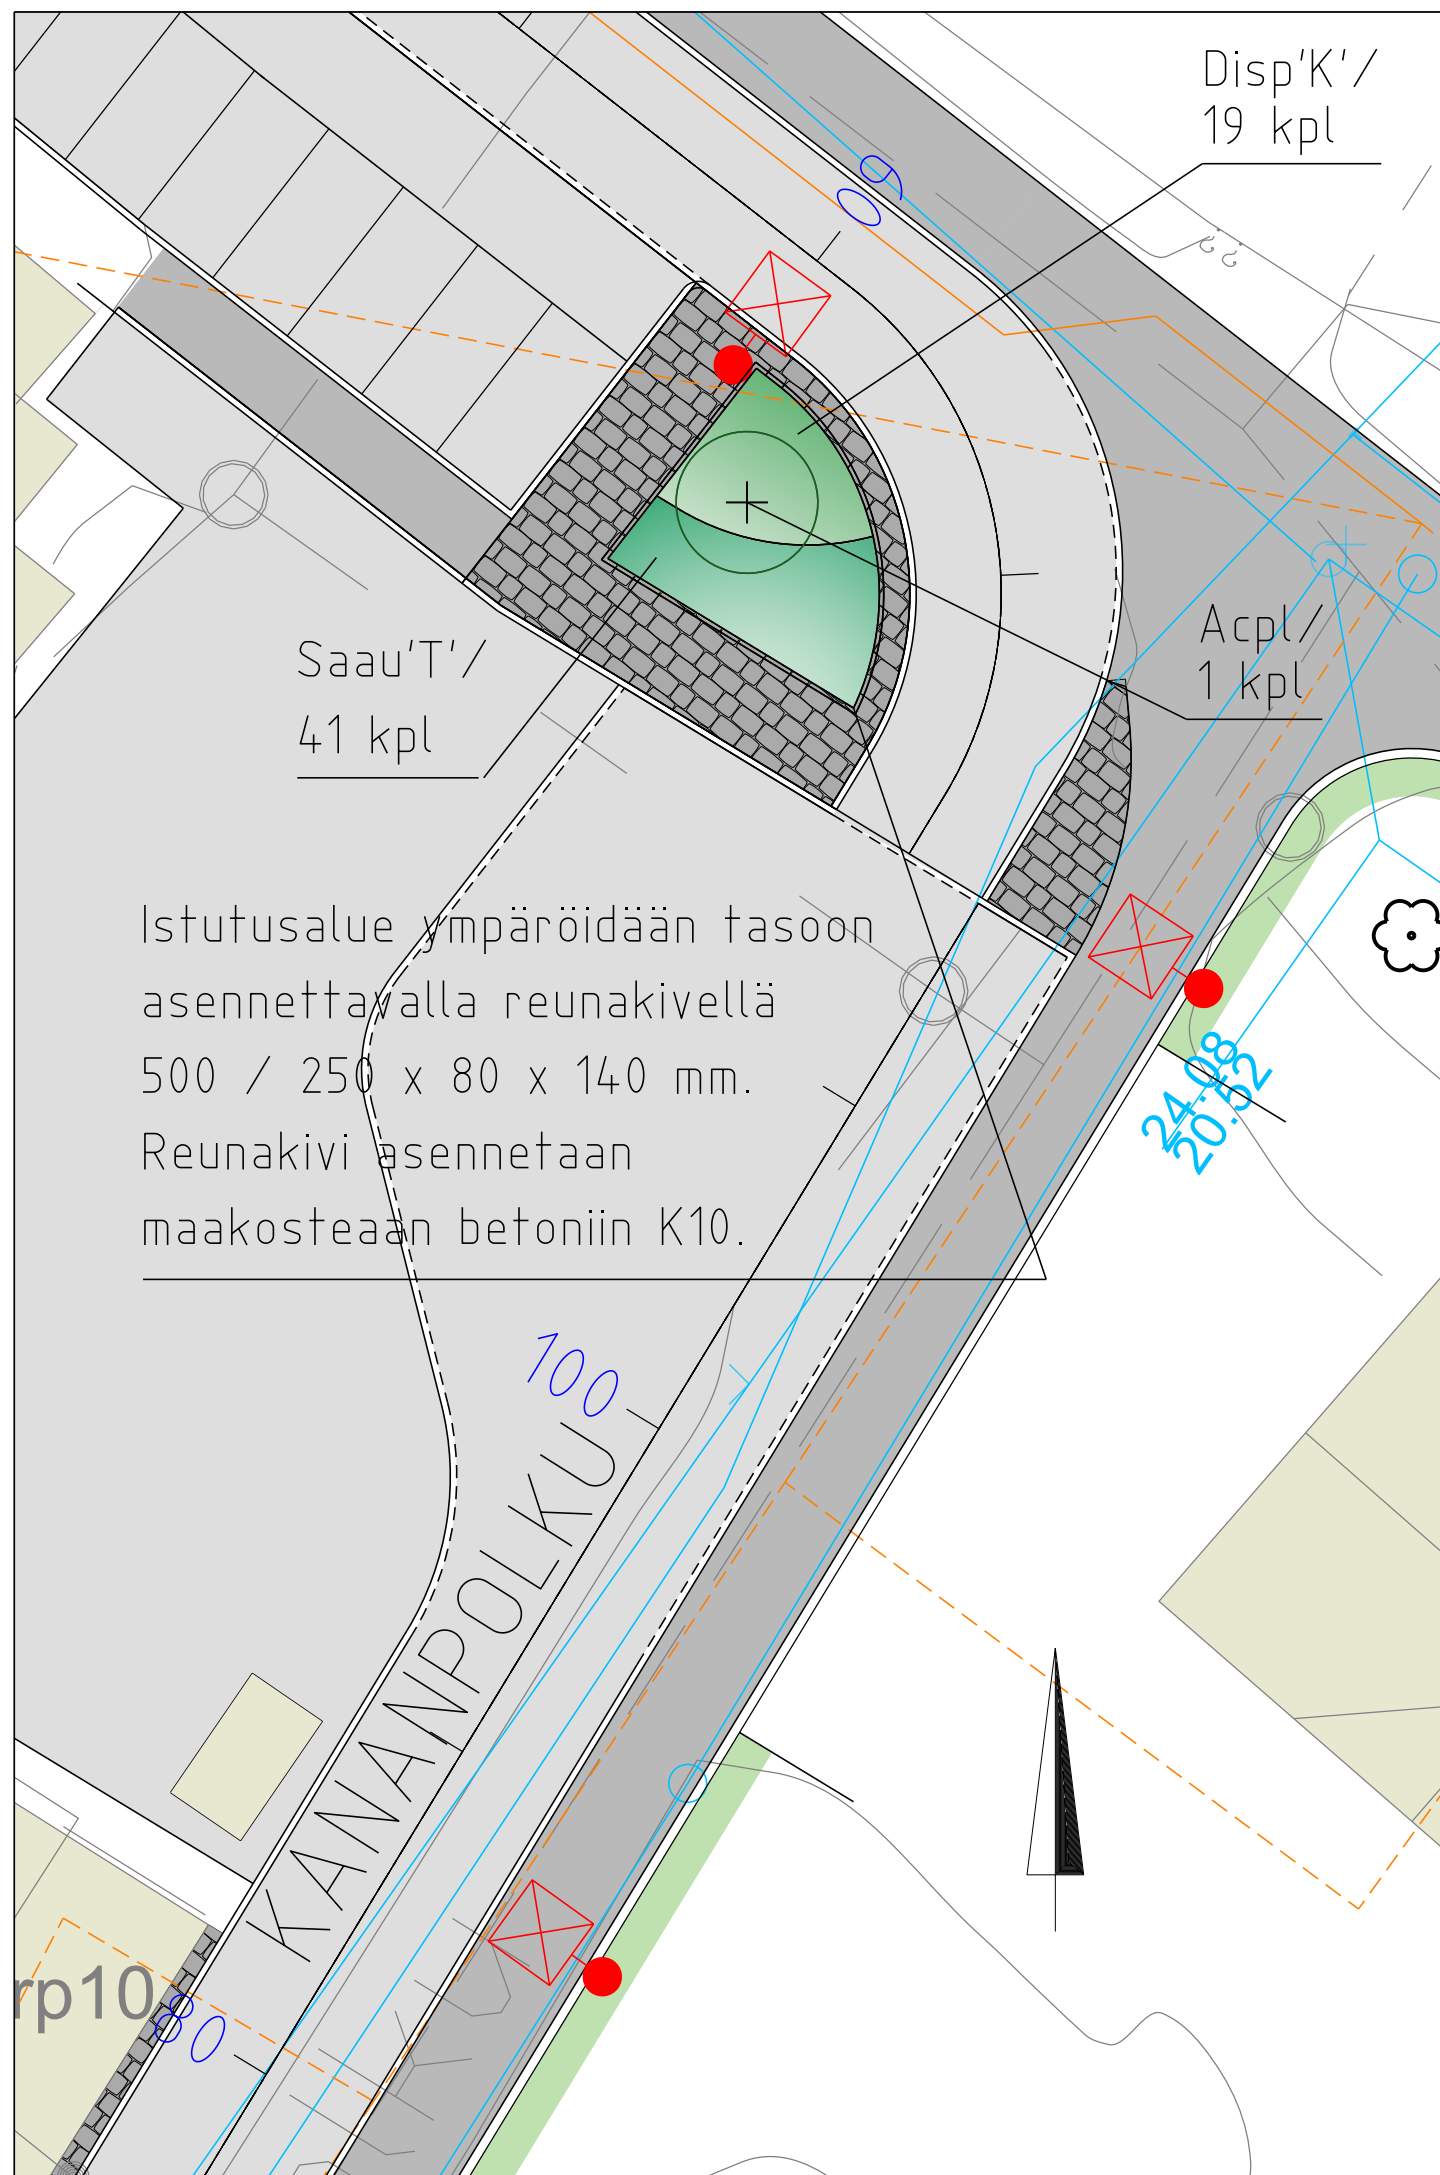 Disp'K'/
19 kpl
60
Acpl/
1 kpl
Saau'T'/
41 kpl
Istutusalue ympäröidään tasoon
asennettavalla reunakivellä
500 / 250 x 80 x 140 mm.
Reunakivi asennetaan
maakosteaan betoniin K10.
24.08
20.52
100
KANANPOLKU
rp10
80